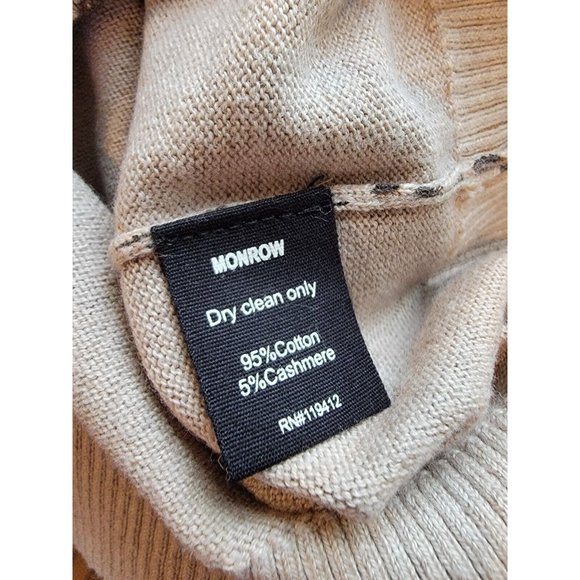 MONROW
Dry clean only
95%Cotton
5%Cashmere
RN#119412